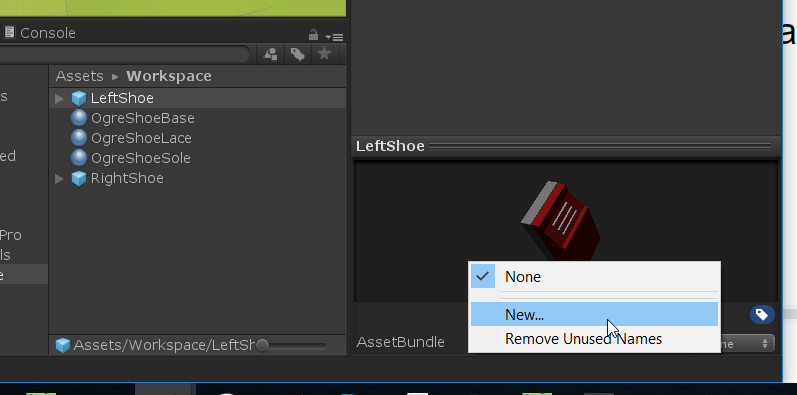 Console
a
Assets ▸ Workspace
s
LeftShoe
OgreShoeBase
OgreShoeLace
ed
OgreShoeSole
RightShoe
Pro
ls
e
Assets/Workspace/LeftSh
LeftShoe
None
New...
Remove Unused Names
AssetBundle
ne